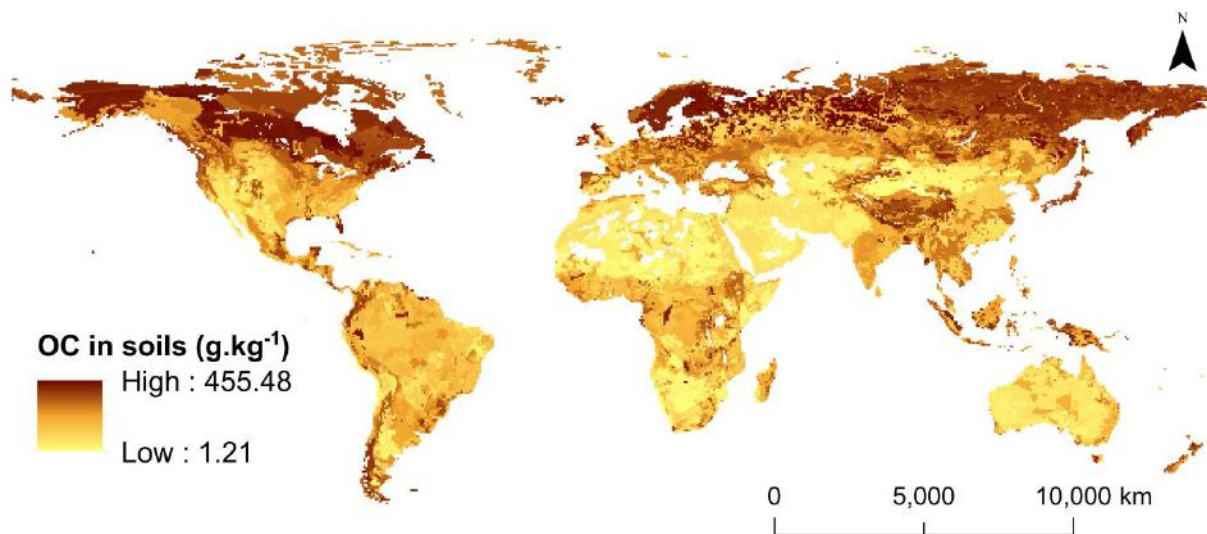 N
OC in soils (g.kg⁻¹)
High : 455.48
Low : 1.21
0 5,000 10,000 km